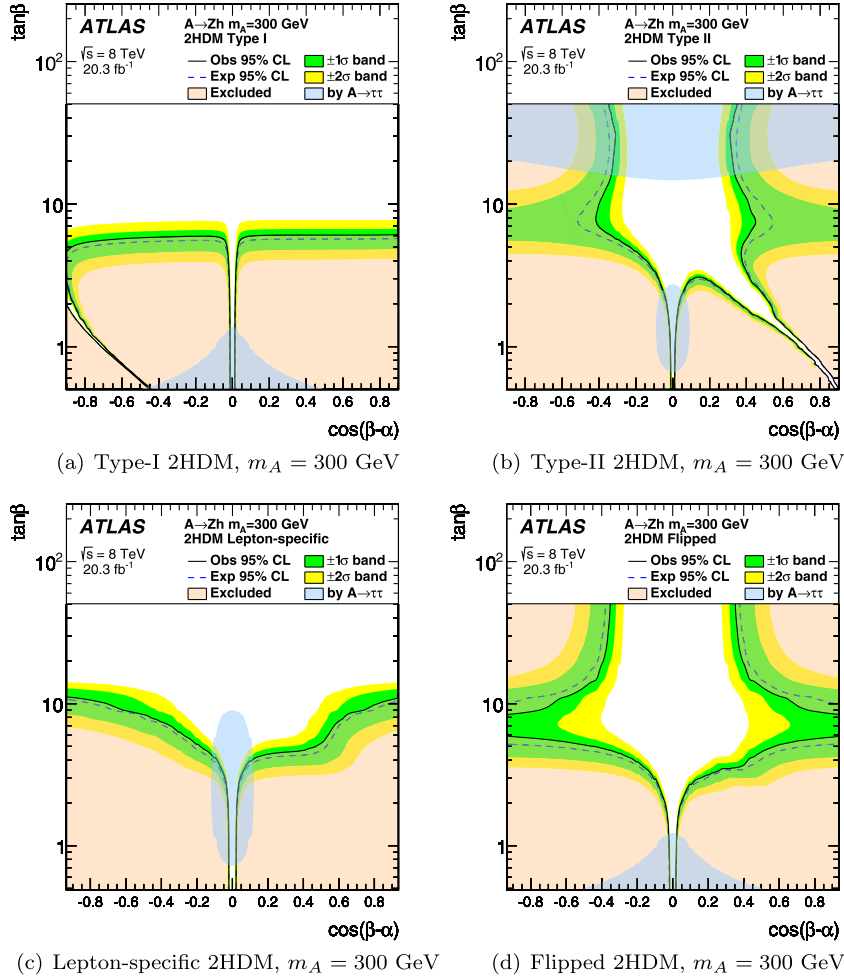 ATLAS
A→Zh m_A=300 GeV
2HDM Type I
√s = 8 TeV
20.3 fb⁻¹
Obs 95% CL
±1σ band
Exp 95% CL
±2σ band
Excluded
by A→ττ
tanβ
10²
10
1
-0.8 -0.6 -0.4 -0.2 0 0.2 0.4 0.6 0.8
cos(β-α)
(a) Type-I 2HDM, m_A = 300 GeV
ATLAS
A→Zh m_A=300 GeV
2HDM Type II
√s = 8 TeV
20.3 fb⁻¹
Obs 95% CL
±1σ band
Exp 95% CL
±2σ band
Excluded
by A→ττ
tanβ
10²
10
1
-0.8 -0.6 -0.4 -0.2 0 0.2 0.4 0.6 0.8
cos(β-α)
(b) Type-II 2HDM, m_A = 300 GeV
ATLAS
A→Zh m_A=300 GeV
2HDM Lepton-specific
√s = 8 TeV
20.3 fb⁻¹
Obs 95% CL
±1σ band
Exp 95% CL
±2σ band
Excluded
by A→ττ
tanβ
10²
10
1
-0.8 -0.6 -0.4 -0.2 0 0.2 0.4 0.6 0.8
cos(β-α)
(c) Lepton-specific 2HDM, m_A = 300 GeV
ATLAS
A→Zh m_A=300 GeV
2HDM Flipped
√s = 8 TeV
20.3 fb⁻¹
Obs 95% CL
±1σ band
Exp 95% CL
±2σ band
Excluded
by A→ττ
tanβ
10²
10
1
-0.8 -0.6 -0.4 -0.2 0 0.2 0.4 0.6 0.8
cos(β-α)
(d) Flipped 2HDM, m_A = 300 GeV